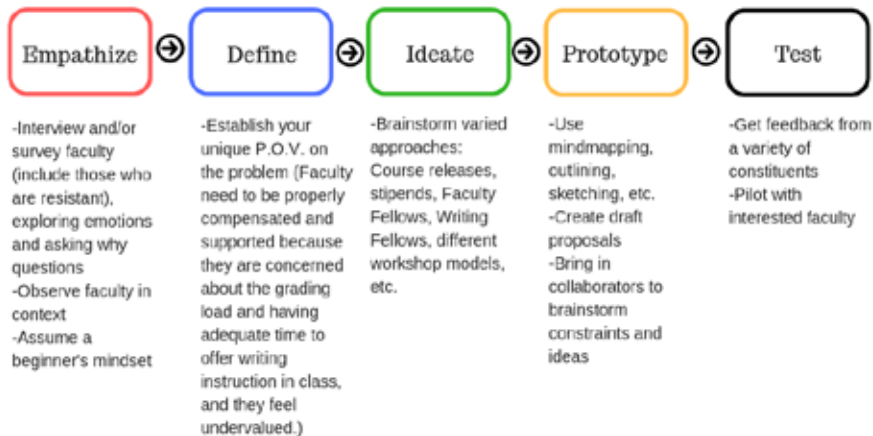 Empathize
Define
Ideate
Prototype
Test
-Interview and/or
survey faculty
(include those who
are resistant),
exploring emotions
and asking why
questions
-Observe faculty in
context
-Assume a
beginner's mindset
-Establish your
unique P.O.V. on
the problem (Faculty
need to be properly
compensated and
supported because
they are concerned
about the grading
load and having
adequate time to
offer writing
instruction in class,
and they feel
undervalued.)
-Brainstorm varied
approaches:
Course releases,
stipends, Faculty
Fellows, Writing
Fellows, different
workshop models,
etc.
-Use
mindmapping,
outlining,
sketching, etc.
-Create draft
proposals
-Bring in
collaborators to
brainstorm
constraints and
ideas
-Get feedback from
a variety of
constituents
-Pilot with
interested faculty